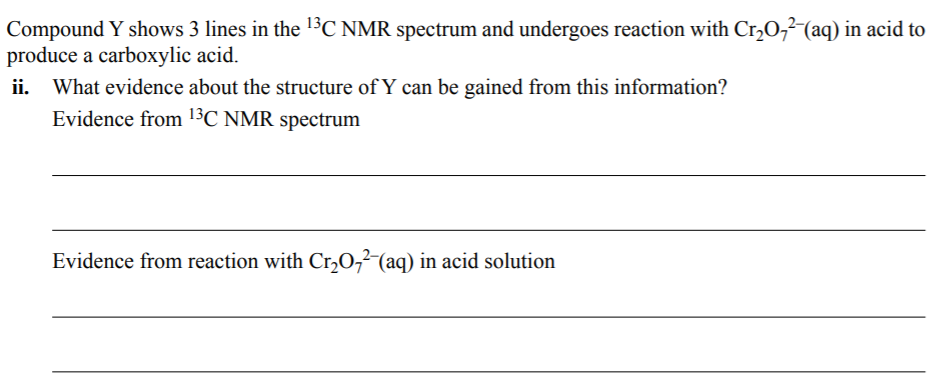 Compound Y shows 3 lines in the ¹³C NMR spectrum and undergoes reaction with Cr₂O₇²⁻(aq) in acid to
produce a carboxylic acid.
ii. What evidence about the structure of Y can be gained from this information?
Evidence from ¹³C NMR spectrum
Evidence from reaction with Cr₂O₇²⁻(aq) in acid solution